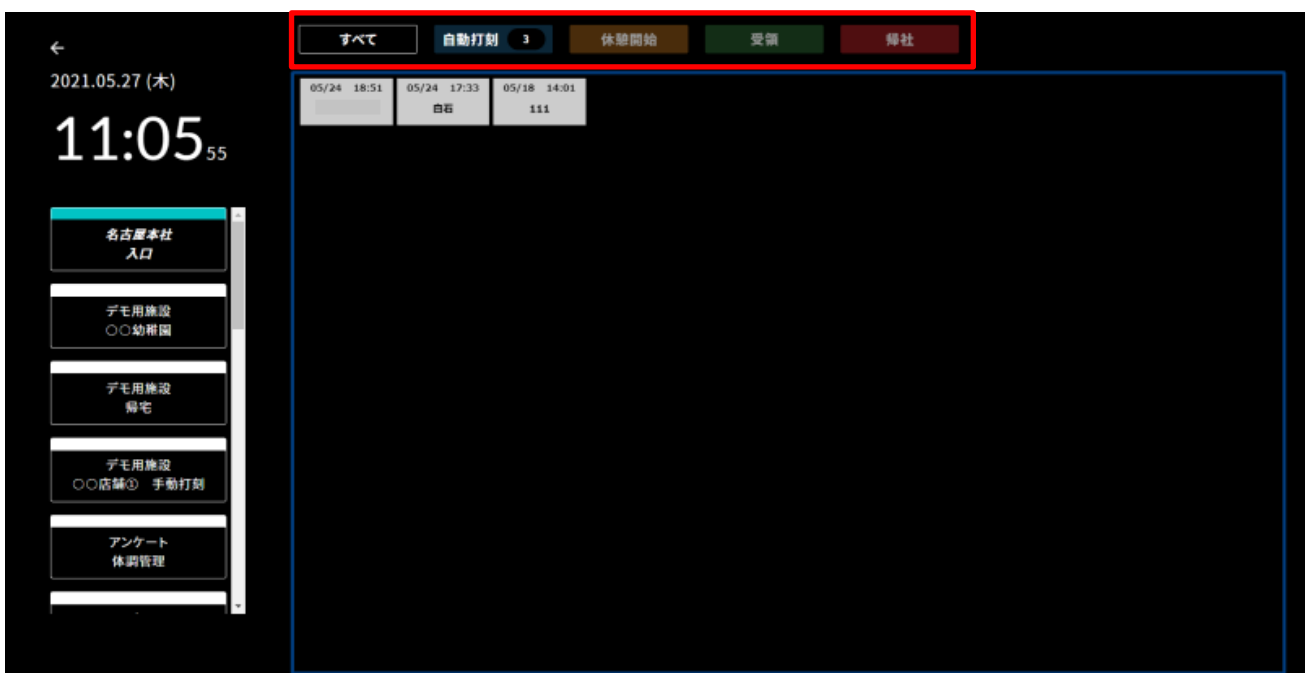 ←
2021.05.27 (木)
11:05 55
名古屋本社
入口
デモ用施設
○○幼稚園
デモ用施設
帰宅
デモ用施設
○○店舗① 手動打刻
アンケート
体調管理
すべて 自動打刻 3 休憩開始 受領 帰社
05/24 18:51 05/24 17:33 05/18 14:01
白石 111